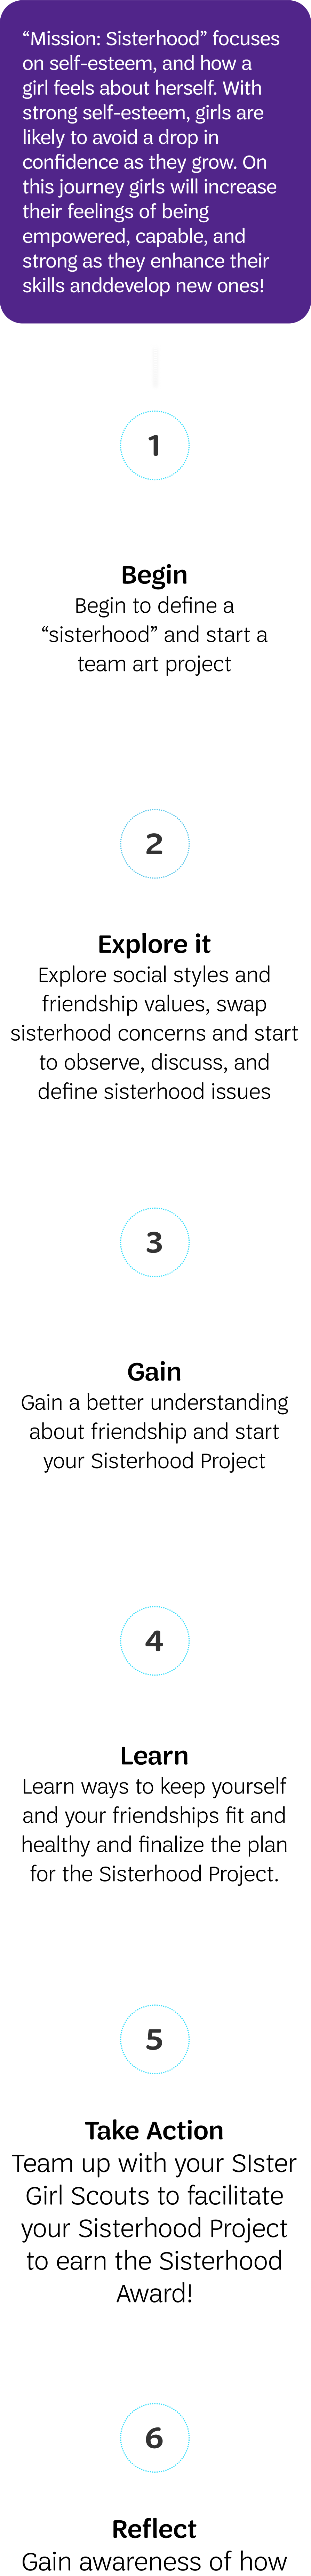 “Mission: Sisterhood” focuses
on self-esteem, and how a
girl feels about herself. With
strong self-esteem, girls are
likely to avoid a drop in
confidence as they grow. On
this journey girls will increase
their feelings of being
empowered, capable, and
strong as they enhance their
skills anddevelop new ones!
1
Begin
Begin to define a
“sisterhood” and start a
team art project
2
Explore it
Explore social styles and
friendship values, swap
sisterhood concerns and start
to observe, discuss, and
define sisterhood issues
3
Gain
Gain a better understanding
about friendship and start
your Sisterhood Project
4
Learn
Learn ways to keep yourself
and your friendships fit and
healthy and finalize the plan
for the Sisterhood Project.
5
Take Action
Team up with your SIster
Girl Scouts to facilitate
your Sisterhood Project
to earn the Sisterhood
Award!
6
Reflect
Gain awareness of how